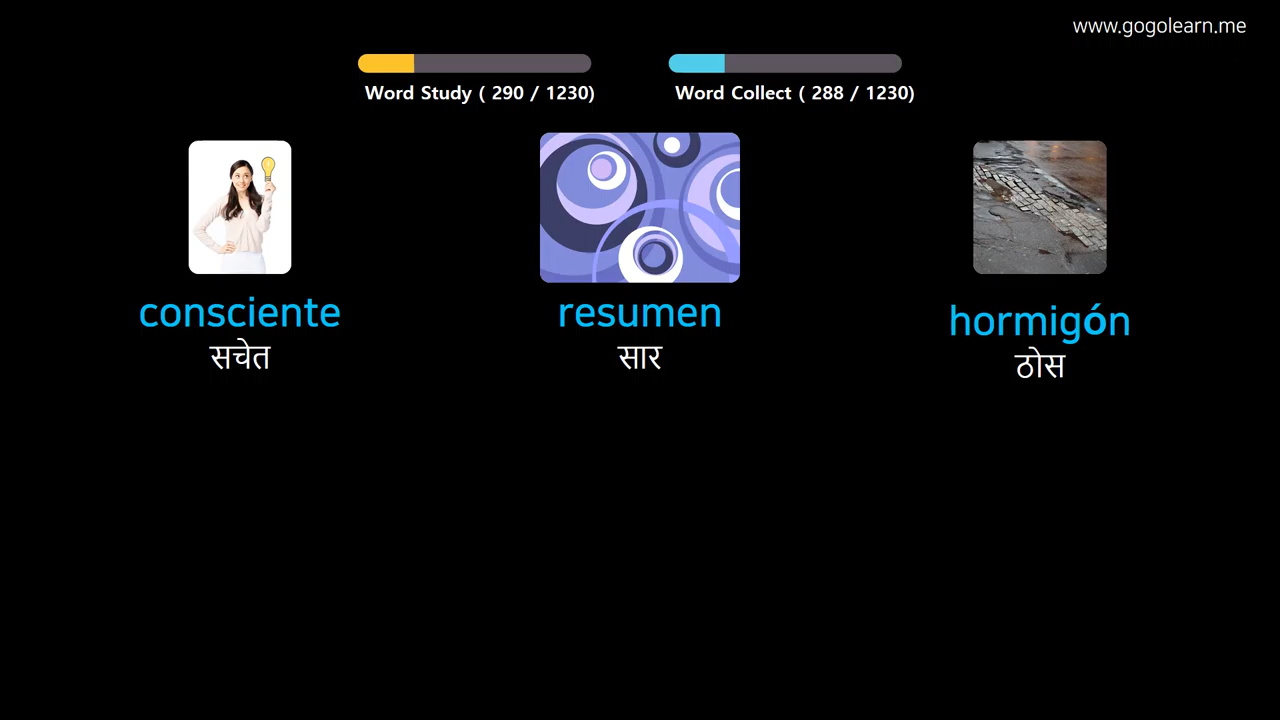 www.gogolearn.me
Word Study ( 290 / 1230)
Word Collect ( 288 / 1230)
consciente
सचेत
resumen
सार
hormigón
ठोस